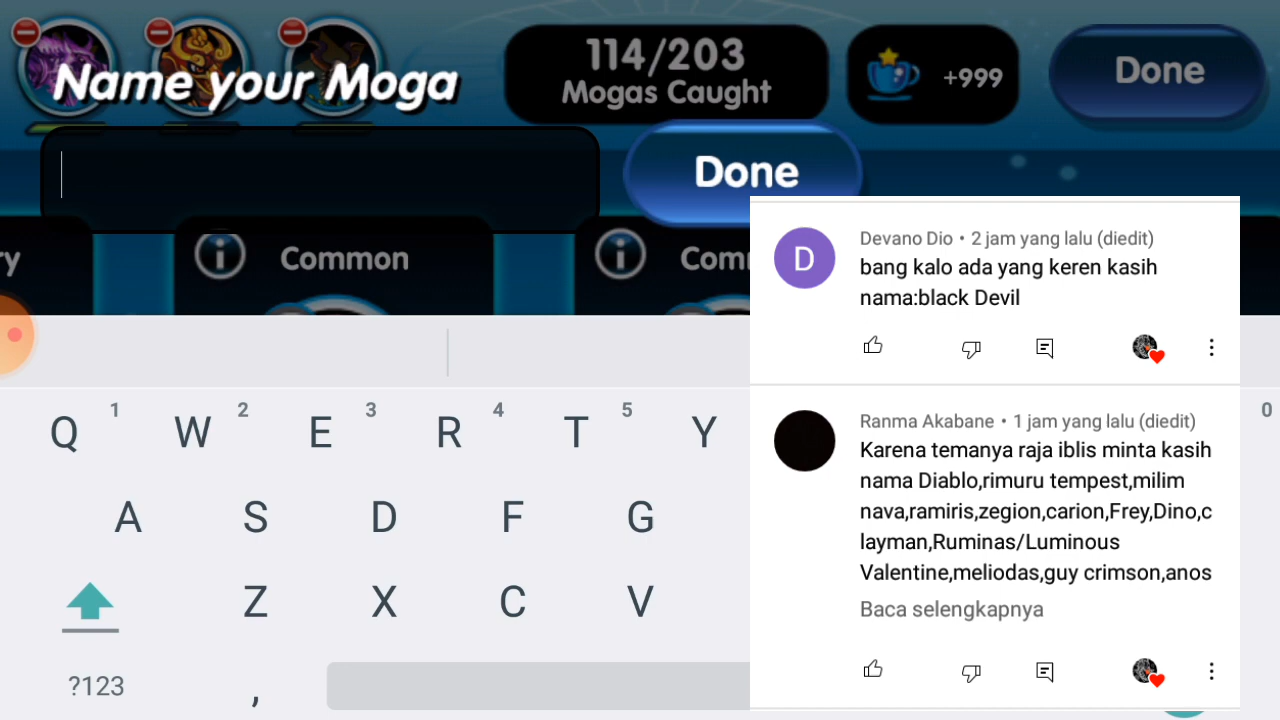 Name your Moga
114/203
Mogas Caught
+999
Done
Done
ry
Common
Devano Dio • 2 jam yang lalu (diedit)
bang kalo ada yang keren kasih
nama:black Devil
Ranma Akabane • 1 jam yang lalu (diedit)
Karena temanya raja iblis minta kasih
nama Diablo,rimuru tempest,milim
nava,ramiris,zegion,carion,Frey,Dino,c
layman,Ruminas/Luminous
Valentine,meliodas,guy crimson,anos
Baca selengkapnya
D
1 2 3 4 5 0
Q W E R T Y
A S D F G
Z X C V
?123 ,